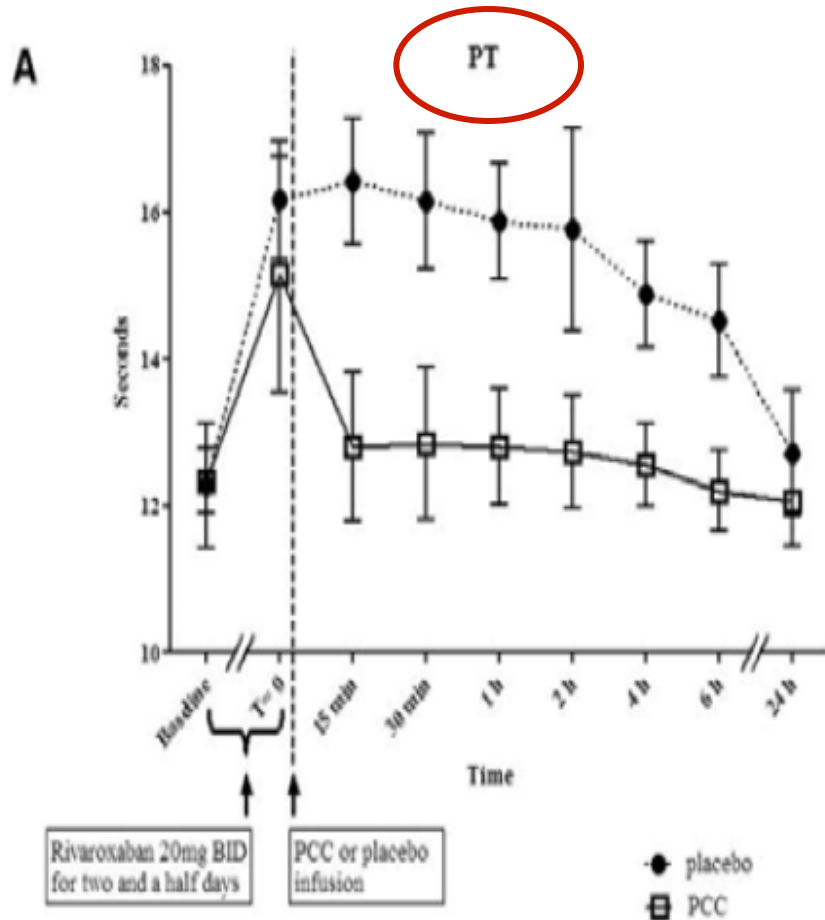 A
PT
18
16
14
12
10
Seconds
Baseline
T= 0
15 min
30 min
1 h
2 h
4 h
6 h
24 h
Time
Rivaroxaban 20mg BID
for two and a half days
PCC or placebo
infusion
placebo
PCC